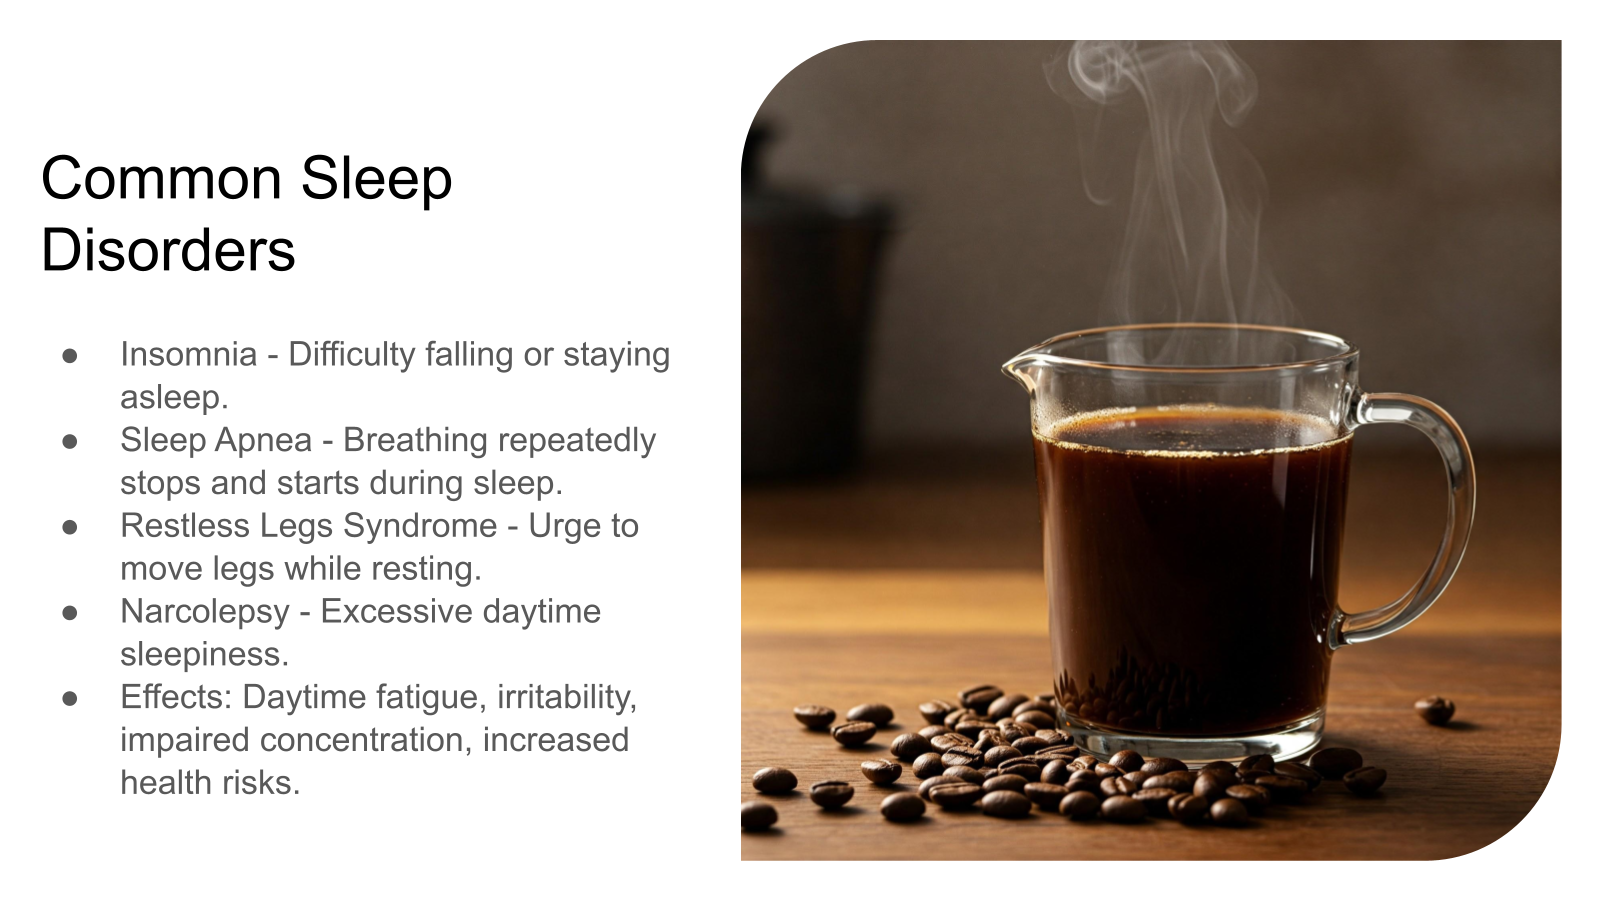 Common Sleep
Disorders
● Insomnia - Difficulty falling or staying
asleep.
● Sleep Apnea - Breathing repeatedly
stops and starts during sleep.
● Restless Legs Syndrome - Urge to
move legs while resting.
● Narcolepsy - Excessive daytime
sleepiness.
● Effects: Daytime fatigue, irritability,
impaired concentration, increased
health risks.